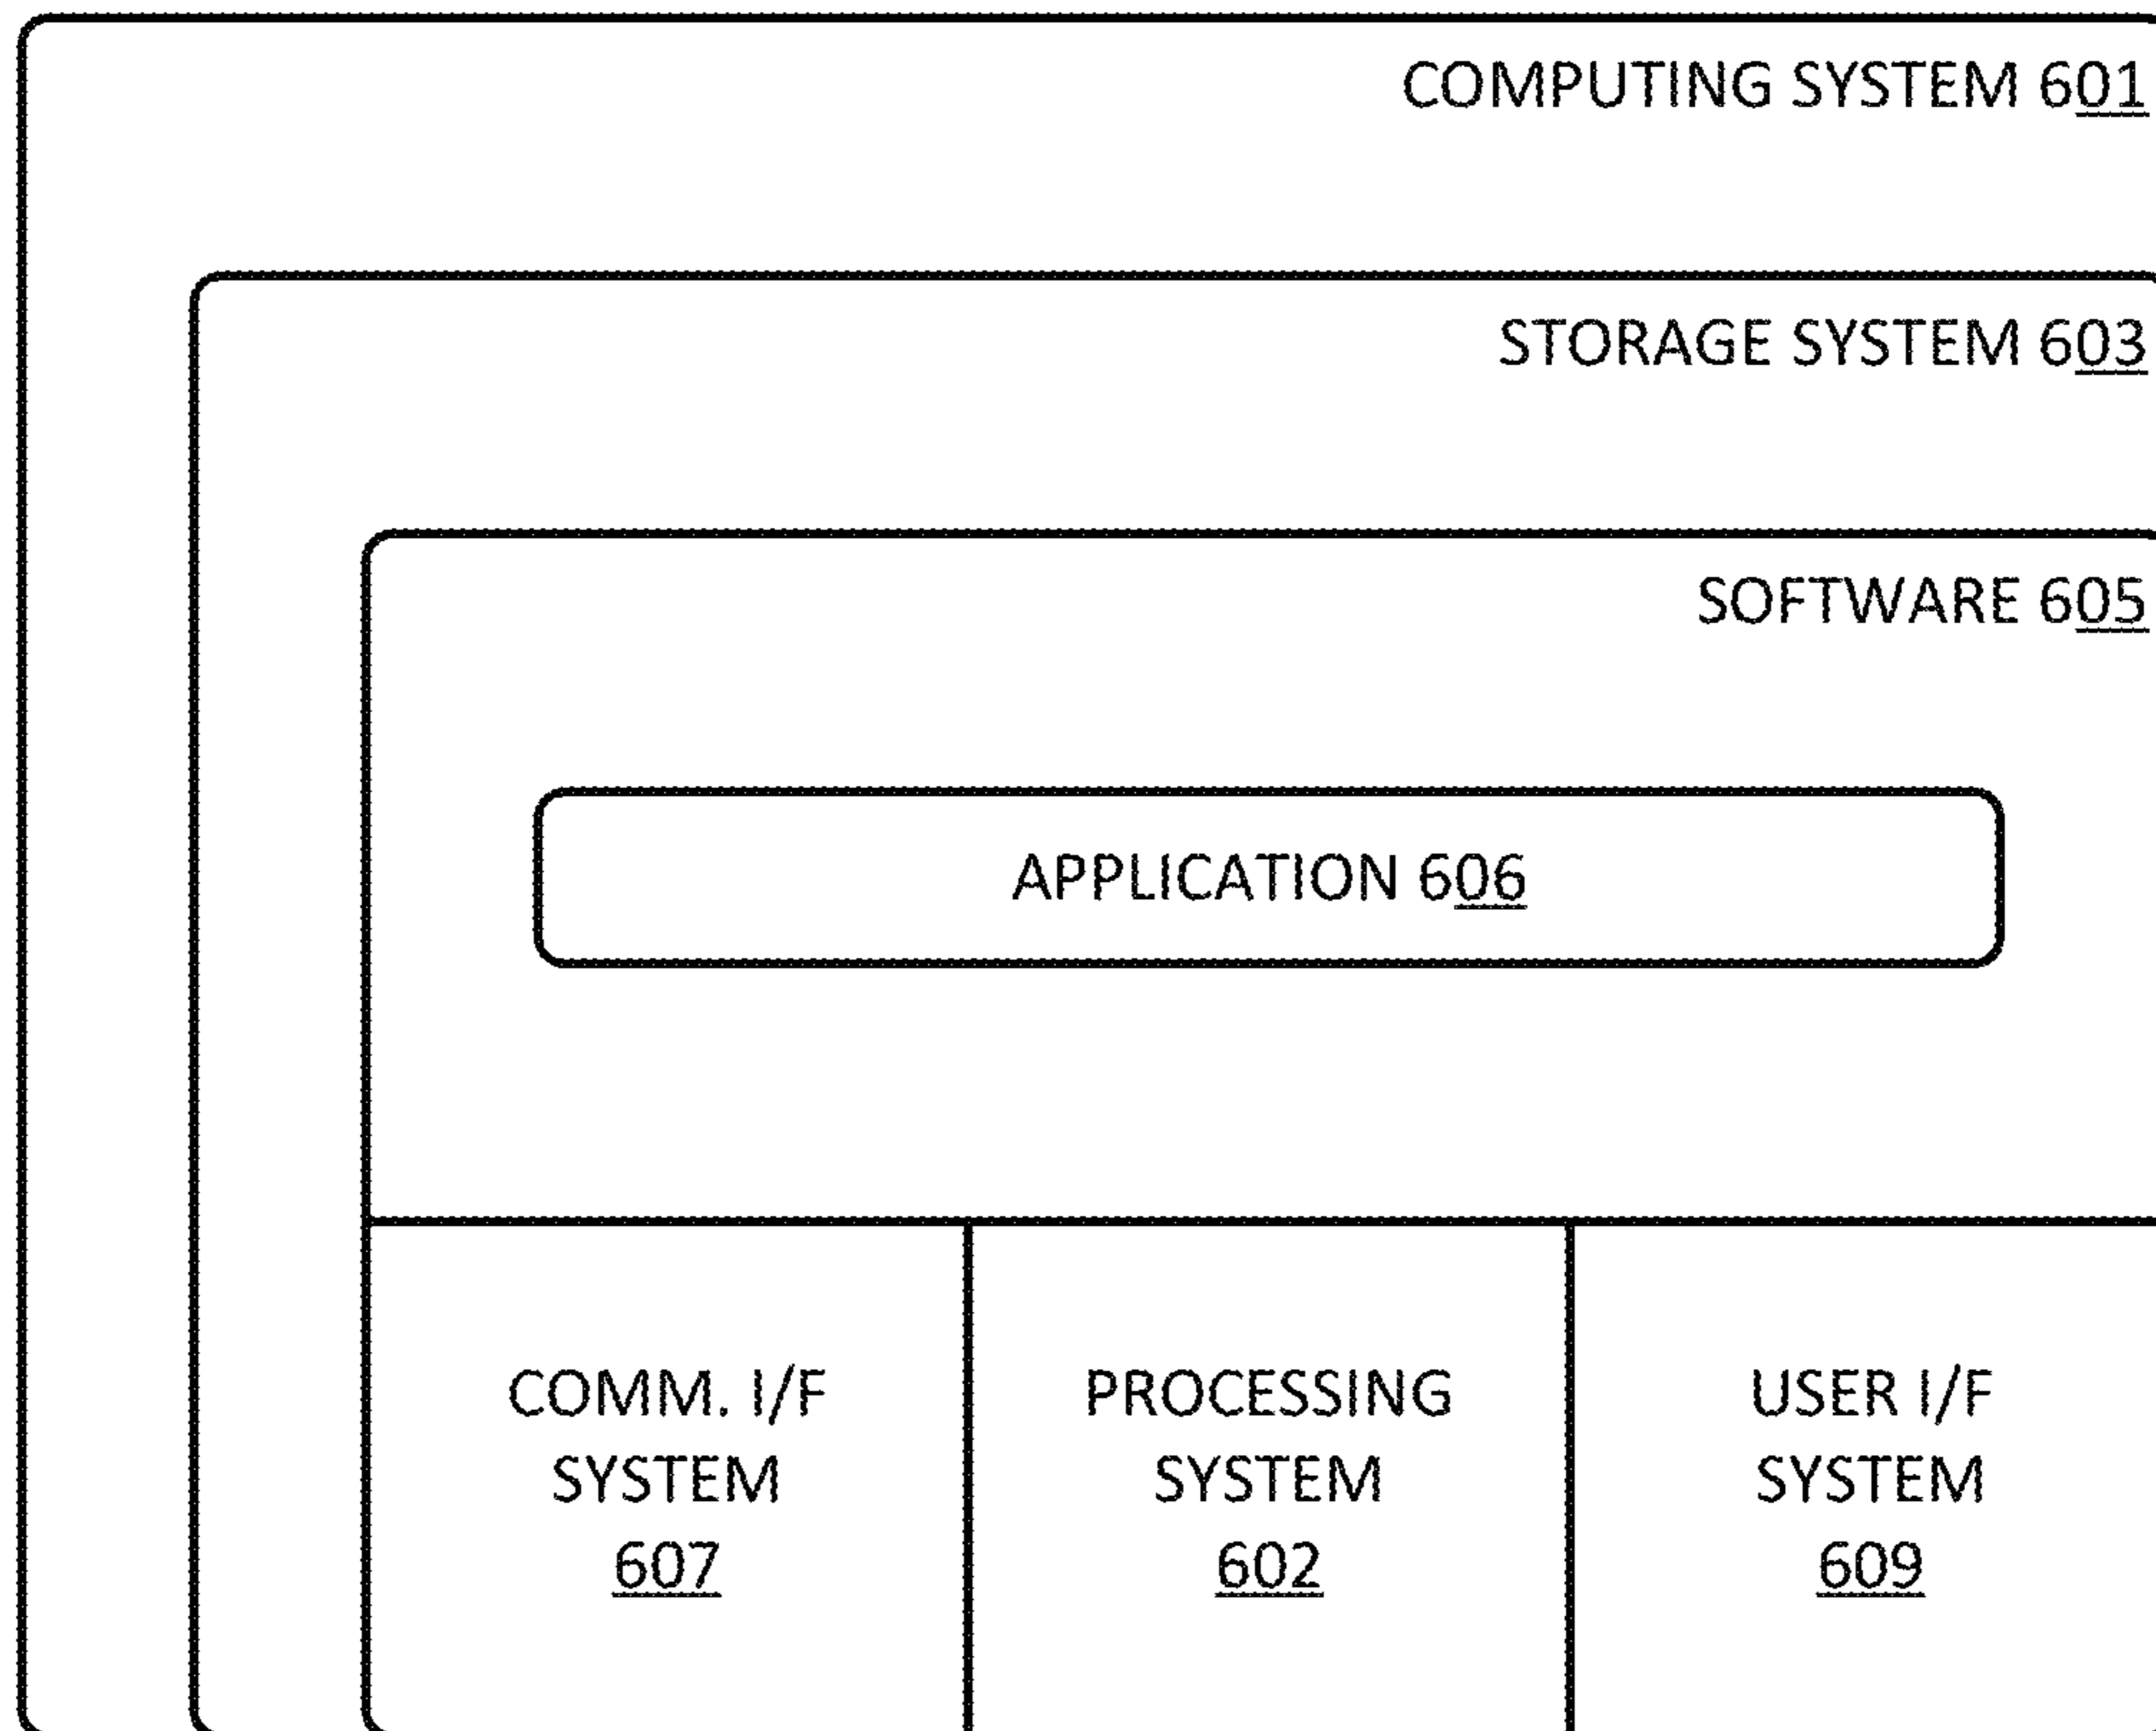 COMPUTING SYSTEM 601
STORAGE SYSTEM 603
SOFTWARE 605
APPLICATION 606
COMM. I/F
SYSTEM
607
PROCESSING
SYSTEM
602
USER I/F
SYSTEM
609